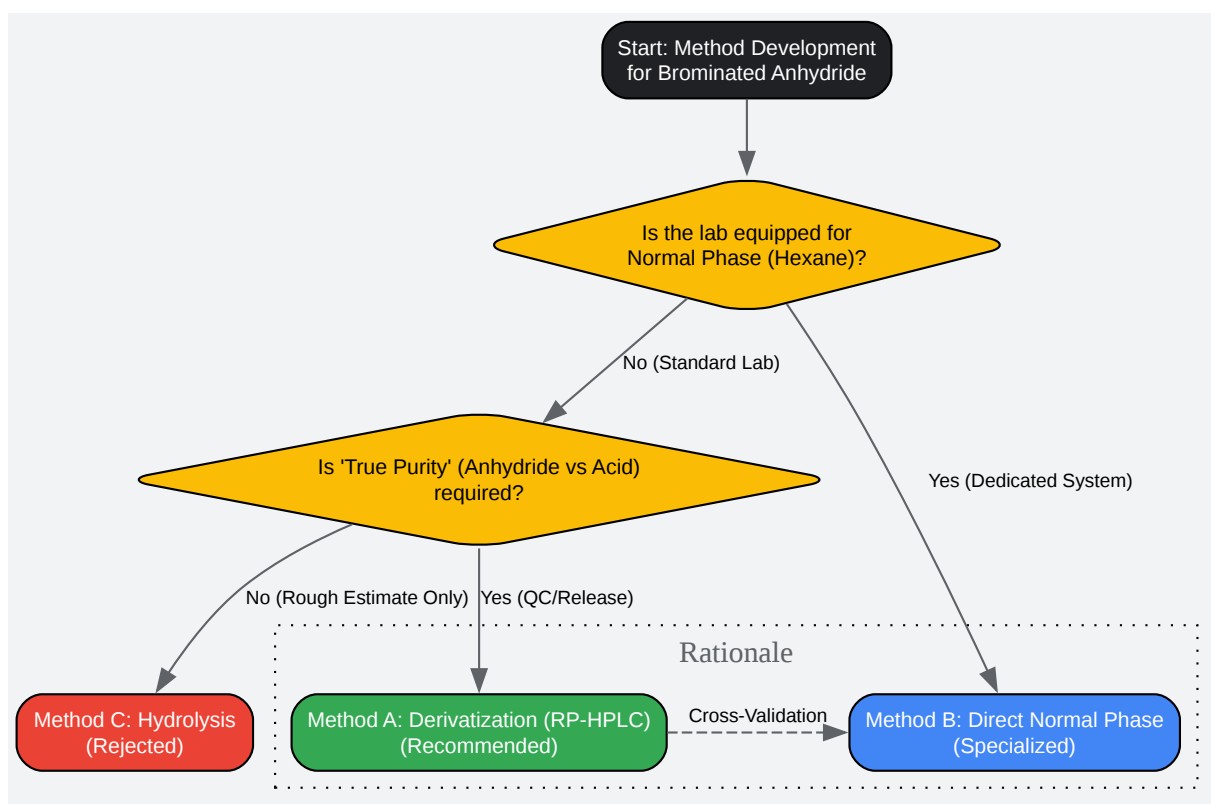 Start: Method Development
for Brominated Anhydride
Is the lab equipped for
Normal Phase (Hexane)?
No (Standard Lab)
Is 'True Purity' (Anhydride vs Acid)
required?
Yes (Dedicated System)
No (Rough Estimate Only)
Yes (QC/Release)
Rationale
Method C: Hydrolysis
(Rejected)
Method A: Derivatization (RP-HPLC)
(Recommended)
Cross-Validation
Method B: Direct Normal Phase
(Specialized)